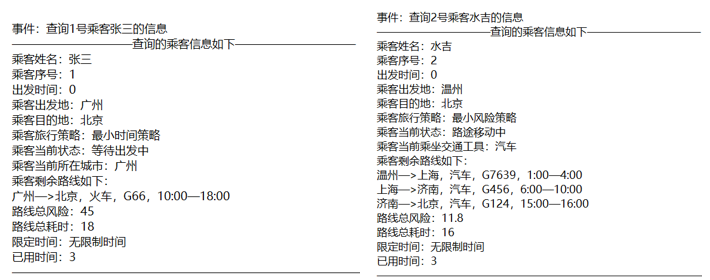 事件：查询1号乘客张三的信息
查询的乘客信息如下
乘客姓名：张三
乘客序号：1
出发时间：0
乘客出发地：广州
乘客目的地：北京
乘客旅行策略：最小时间策略
乘客当前状态：等待出发中
乘客当前所在城市：广州
乘客剩余路线如下：
广州—>北京，火车，G66，10:00—18:00
路线总风险：45
路线总耗时：18
限定时间：无限制时间
已用时间：3
事件：查询2号乘客水吉的信息
查询的乘客信息如下
乘客姓名：水吉
乘客序号：2
出发时间：0
乘客出发地：温州
乘客目的地：北京
乘客旅行策略：最小风险策略
乘客当前状态：路途移动中
乘客当前乘坐交通工具：汽车
乘客剩余路线如下：
温州—>上海，汽车，G7639，1:00—4:00
上海—>济南，汽车，G456，6:00—10:00
济南—>北京，汽车，G124，15:00—16:00
路线总风险：11.8
路线总耗时：16
限定时间：无限制时间
已用时间：3